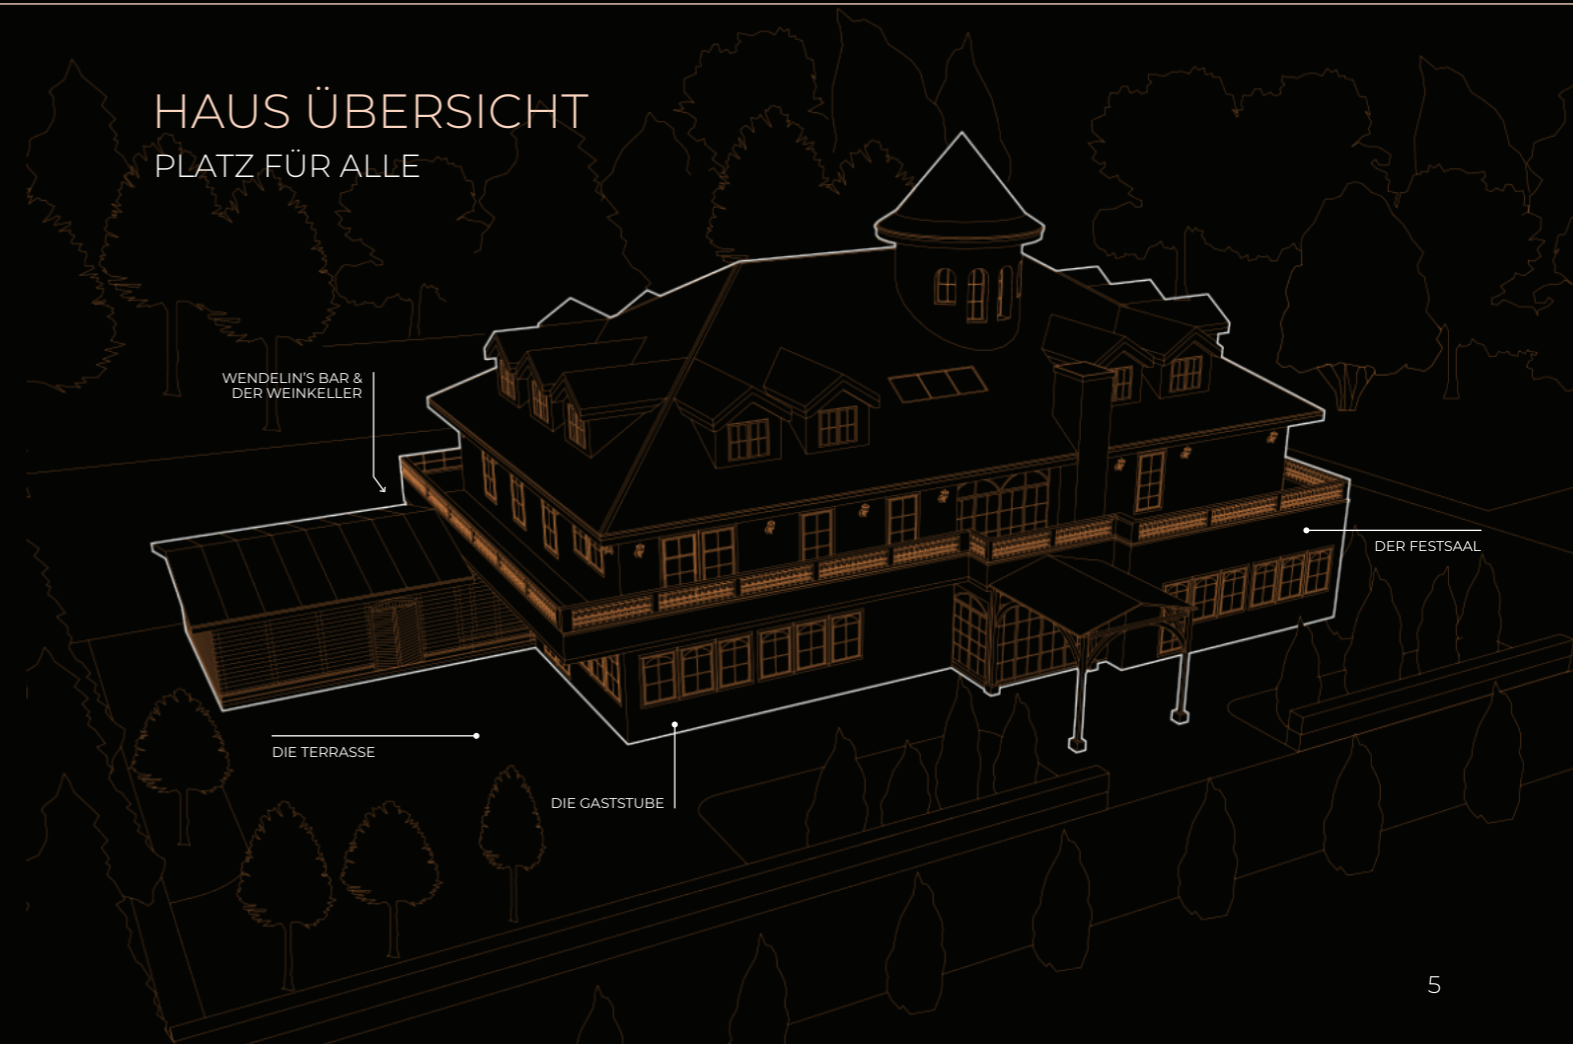 HAUS ÜBERSICHT
PLATZ FÜR ALLE
WENDELIN'S BAR &
DER WEINKELLER
DER FESTSAAL
DIE TERRASSE
DIE GASTSTUBE
5